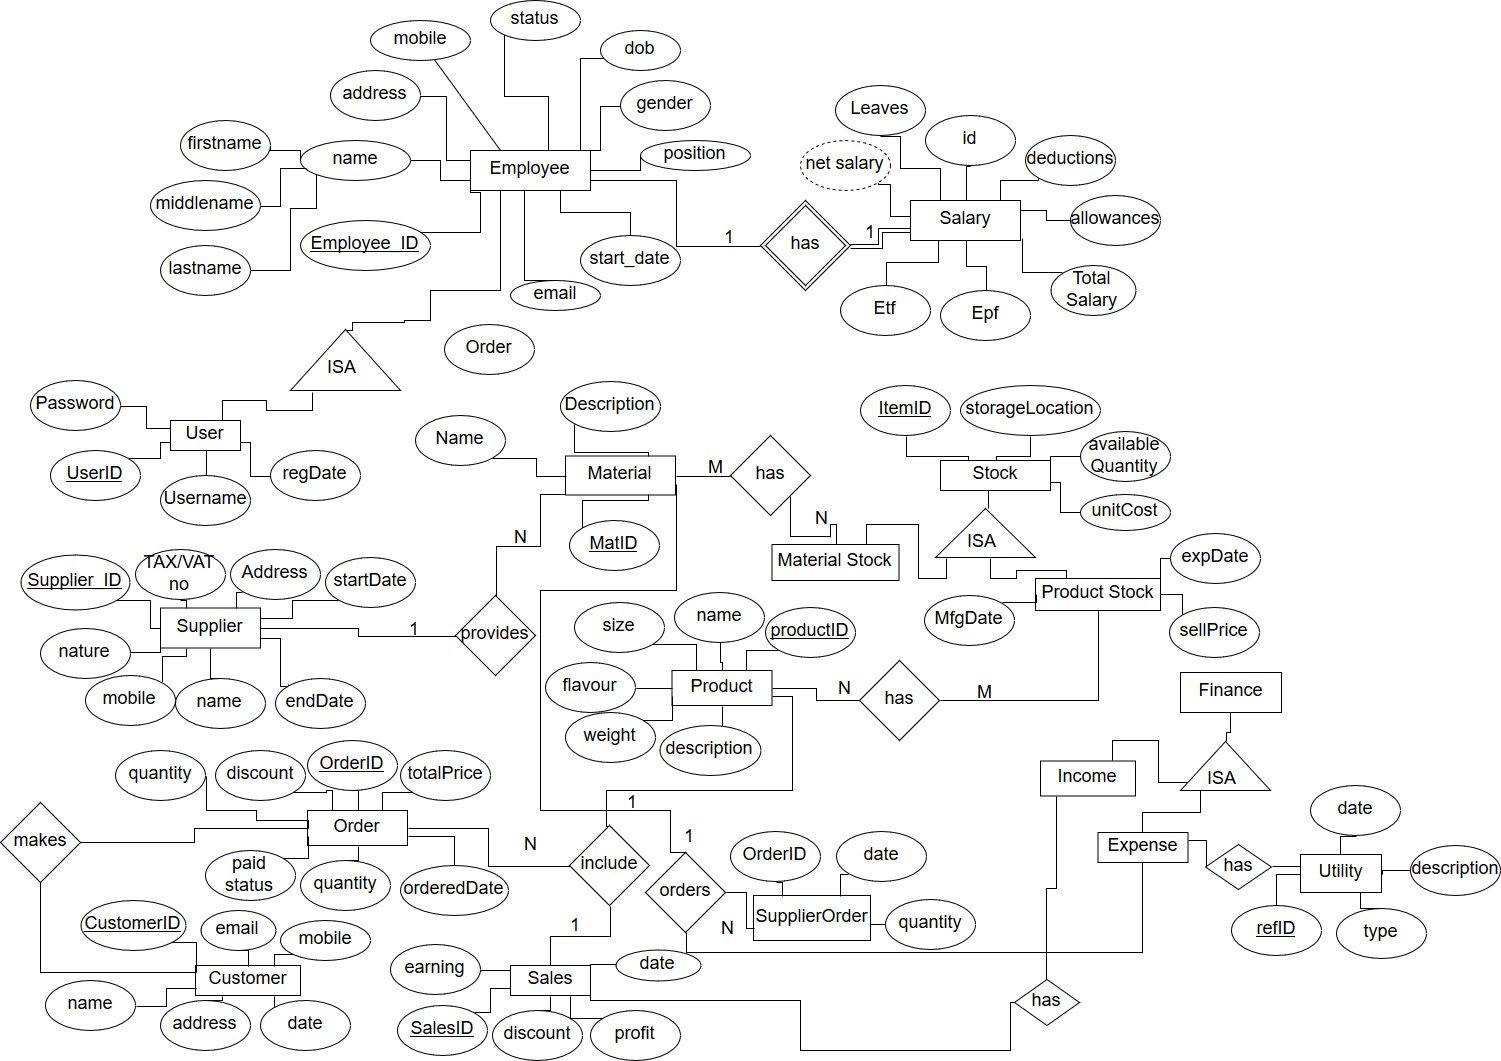 status
mobile
dob
address
gender
Leaves
id
firstname
name
position
net salary
deductions
Employee
middlename
Salary
allowances
Employee_ID
1
has
1
lastname
start_date
email
Total
Salary
Etf
Epf
Order
ISA
Password
Description
ItemID
storageLocation
User
Name
available
Quantity
UserID
regDate
Material
M
has
Stock
Username
unitCost
N
N
MatID
ISA
TAX/VAT
no
Address
Material Stock
expDate
Supplier_ID
startDate
Product Stock
Supplier
1
provides
size
name
productID
MfgDate
sellPrice
nature
mobile
name
endDate
flavour
Product
N
has
M
Finance
weight
description
quantity
discount
OrderID
totalPrice
Income
ISA
1
date
makes
Order
N
include
1
OrderID
date
Expense
has
Utility
description
paid
status
quantity
orderedDate
orders
CustomerID
email
mobile
1
N
SupplierOrder
quantity
refID
type
earning
Sales
date
Customer
name
address
date
SalesID
discount
profit
has